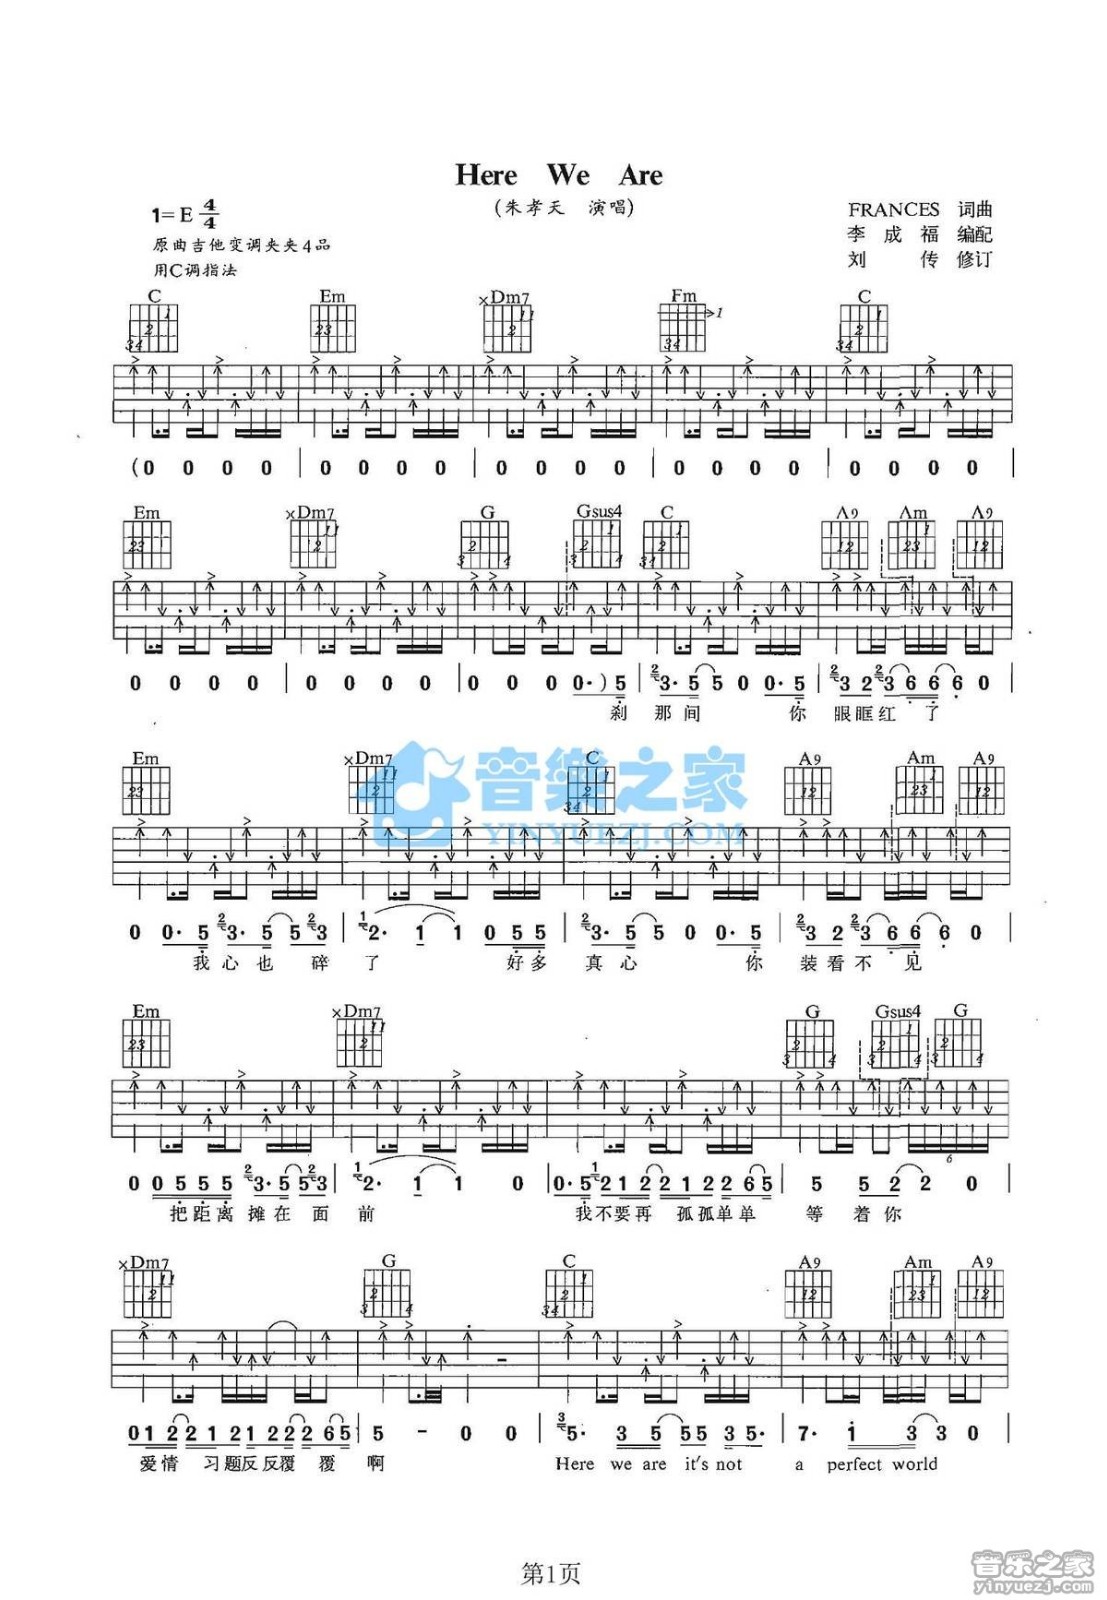 Here We Are
(朱孝天 演唱)
1=E 4/4
FRANCES 词曲
原曲吉他变调夹夹4品
李成福 编配
用C调指法
刘传 修订
C Em ×Dm7 Fm C
(0 0 0 0 | 0 0 0 0 | 0 0 0 0 | 0 0 0 0 | 0 0 0 0 |
Em ×Dm7 G Gsus4 C A9 Am A9
0 0 0 0 | 0 0 0 0 | 0 0 0 0·) 5 | 3· 5 5 0 0· 5 | 3 2 3 6 6 6 0 |
刹 那 间 你 眼眶红 了
Em ×Dm7 C A9 Am A9
音樂之家
YINYUEZJ.COM
0 0· 5 3· 5 5 3 | 2· 1 1 0 5 5 | 3· 5 5 0 0· 5 | 3 2 3 6 6 6 0 |
我 心 也 碎 了 好多 真心 你 装看不 见
Em ×Dm7 G Gsus4 G
0 0 5 5 5 3· 5 5 3 | 2· 1 1 0 | 0· 5 2 1 2 2 1 2 2 6 5 | 5 5 2 2 0 |
把距离 摊在 面 前 我不要再 孤孤单单 等 着你
×Dm7 G C A9 Am A9
0 1 2 2 1 2 2 1 2 2 6 5 | 5 - 0 0 | 5· 3 5 5 5 3 5· | 7· 1 3 3 0 |
爱情 习题反反覆 覆 啊 Here we are it's not a perfect world
第1页
音乐之家
yinyuezj.com